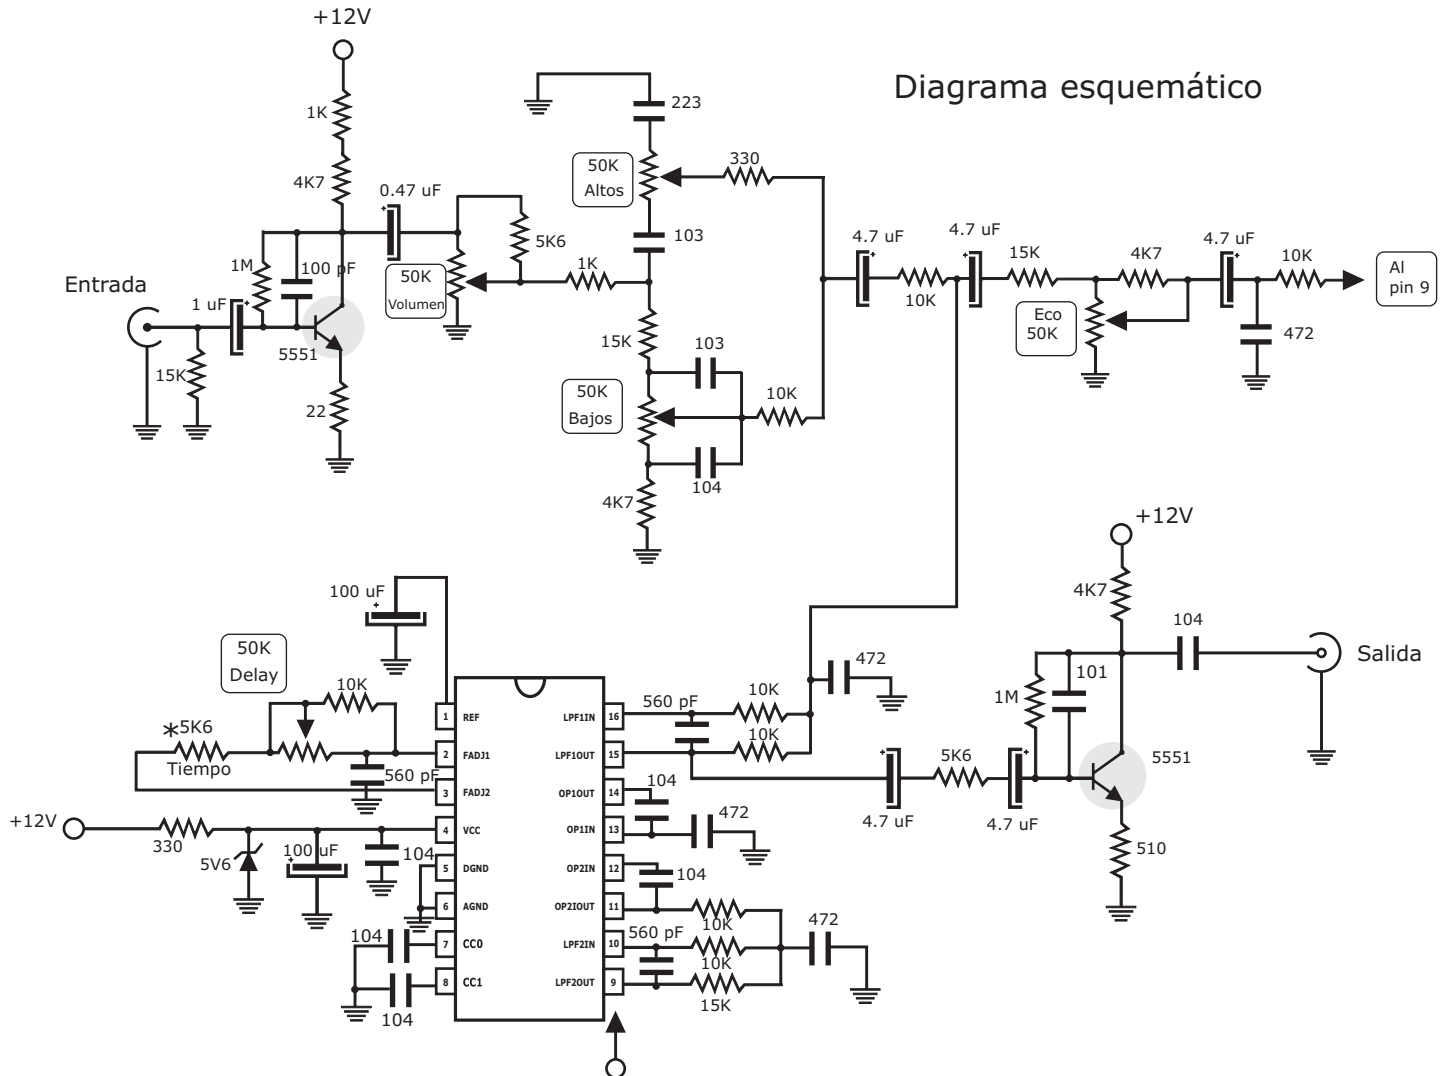 +12V
Diagrama esquemático
1K
223
50K
Altos
330
4K7
0.47 uF
5K6
103
4.7 uF
4.7 uF
15K
4K7
4.7 uF
10K
1M
100 pF
50K
Volumen
1K
10K
Al
pin 9
Entrada
1 uF
Eco
50K
472
5551
15K
15K
103
22
50K
Bajos
10K
104
4K7
+12V
4K7
100 uF
104
50K
Delay
472
Salida
10K
560 pF
10K
1M
101
*5K6
1
REF
LPF1IN
16
10K
Tiempo
2
FADJ1
LPF1OUT
15
5551
560 pF
104
5K6
3
FADJ2
OP1OUT
14
472
4.7 uF
4.7 uF
+12V
330
4
VCC
OP1IN
13
5V6
100 uF
104
510
5
DGND
OP2IN
12
104
6
AGND
OP2IOUT
11
10K
472
104
7
CC0
LPF2IN
10
560 pF
10K
8
CC1
LPF2OUT
9
15K
104